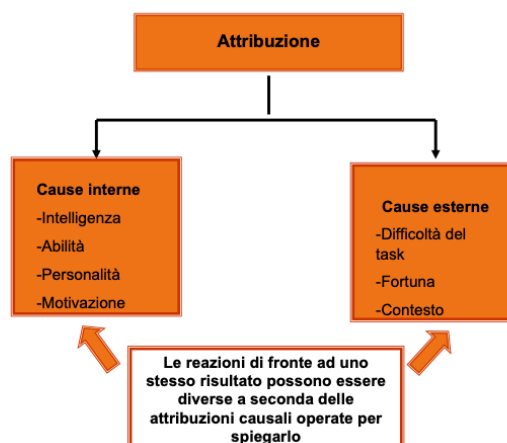 Attribuzione
Cause interne
-Intelligenza
-Abilità
-Personalità
-Motivazione
Cause esterne
-Difficoltà del
task
-Fortuna
-Contesto
Le reazioni di fronte ad uno
stesso risultato possono essere
diverse a seconda delle
attribuzioni causali operate per
spiegarlo